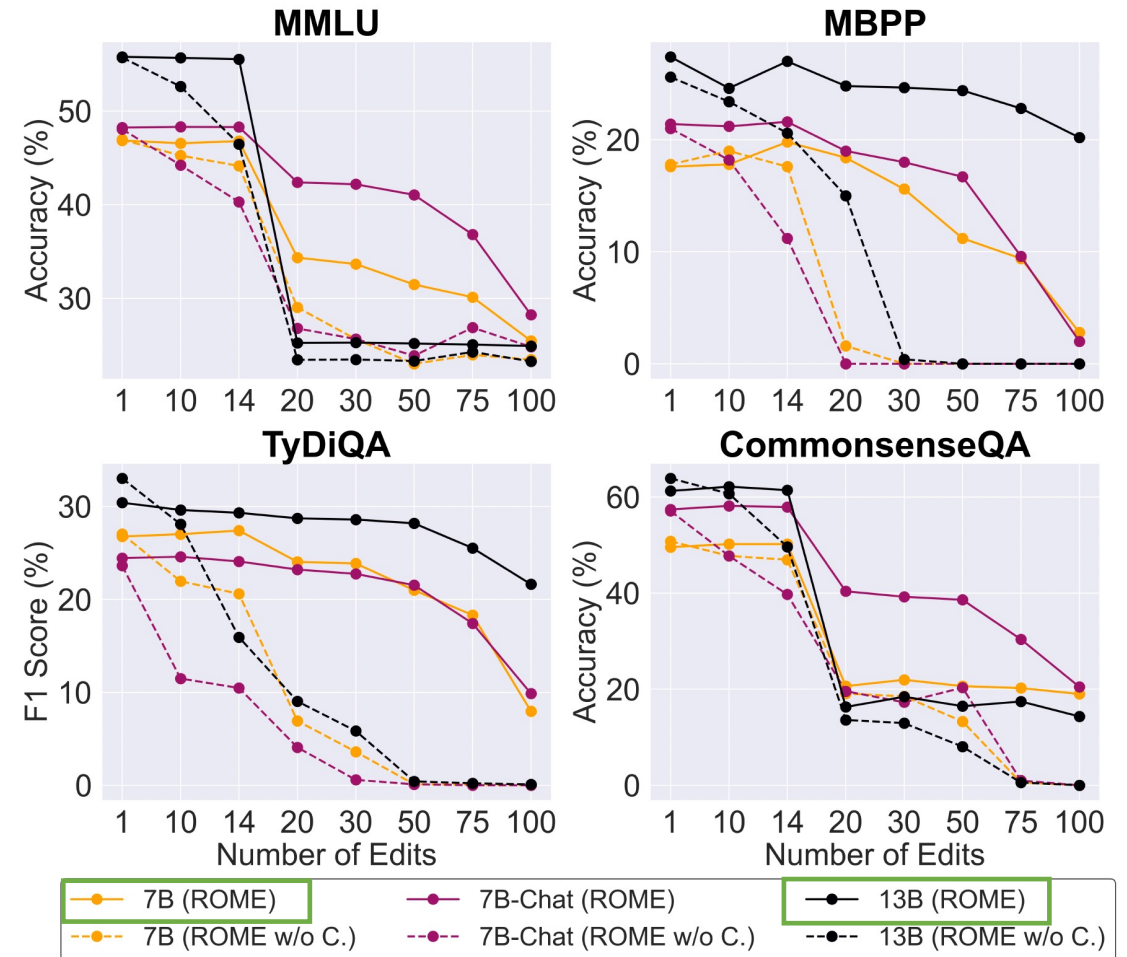 MMLU
MBPP
Accuracy (%)
50
40
30
1 10 14 20 30 50 75 100
Accuracy (%)
20
10
0
1 10 14 20 30 50 75 100
TyDiQA
CommonsenseQA
F1 Score (%)
30
20
10
0
1 10 14 20 30 50 75 100
Number of Edits
Accuracy (%)
60
40
20
0
1 10 14 20 30 50 75 100
Number of Edits
7B (ROME)
7B-Chat (ROME)
13B (ROME)
7B (ROME w/o C.)
7B-Chat (ROME w/o C.)
13B (ROME w/o C.)